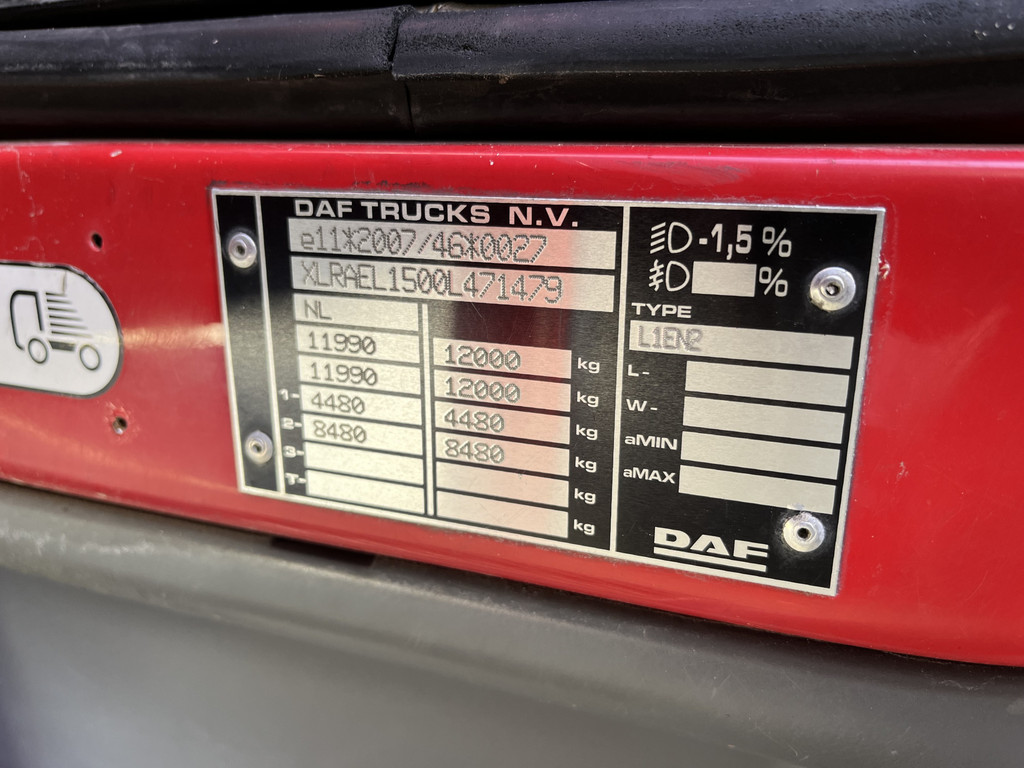 DAF TRUCKS N.V.
e11*2007/46*0027
XLRAEL1500L471479
NL
11990 12000 kg
11990 12000 kg
1- 4480 4480 kg
2- 8480 8480 kg
3- kg
T- kg
-1,5 %
%
TYPE
L1EN2
L-
W-
aMIN
aMAX
DAF